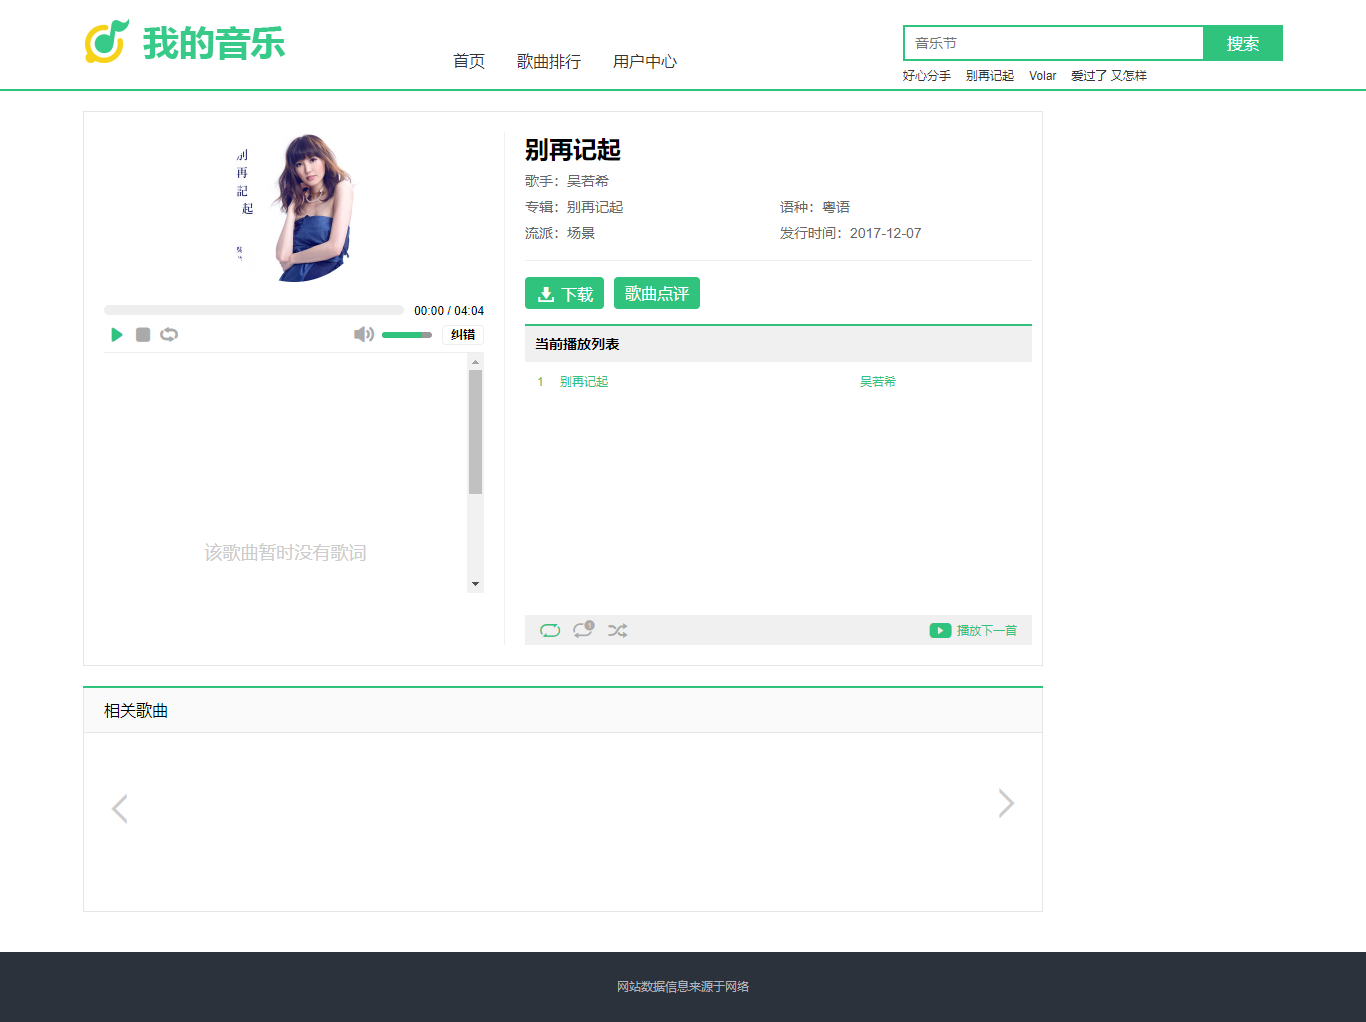 我的音乐
首页 歌曲排行 用户中心
音乐节 搜索
好心分手 别再记起 Volar 爱过了 又怎样
别
再
記
起
别再记起
歌手：吴若希
专辑：别再记起 语种：粤语
流派：场景 发行时间：2017-12-07
00:00 / 04:04
纠错
下载 歌曲点评
当前播放列表
1 别再记起 吴若希
该歌曲暂时没有歌词
播放下一首
相关歌曲
网站数据信息来源于网络